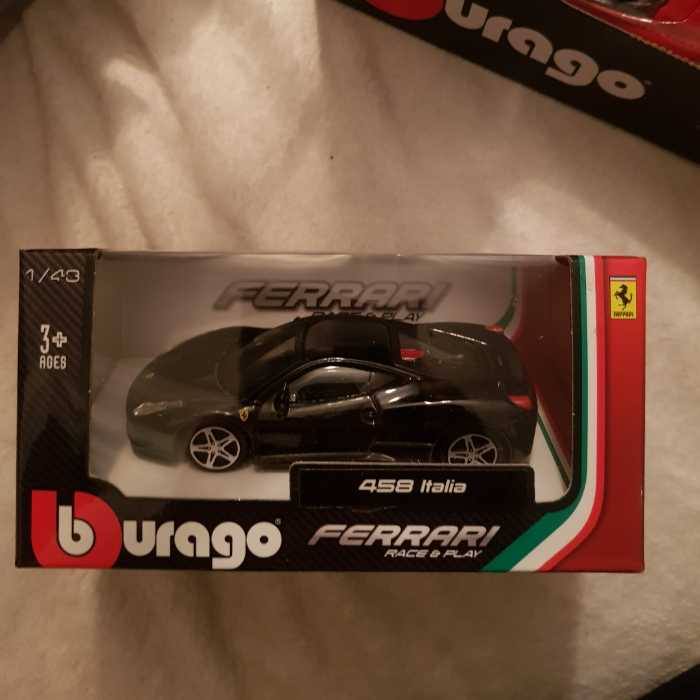 burago
1/43
FERRARI
RACE & PLAY
3+
AGES
FERRARI
458 Italia
burago®
FERRARI
RACE & PLAY